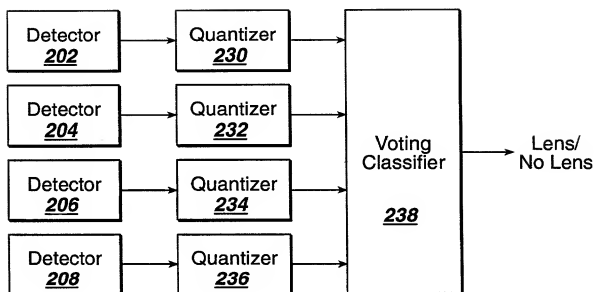 Detector
202
Quantizer
230
Detector
204
Quantizer
232
Voting
Classifier
238
Lens/
No Lens
Detector
206
Quantizer
234
Detector
208
Quantizer
236